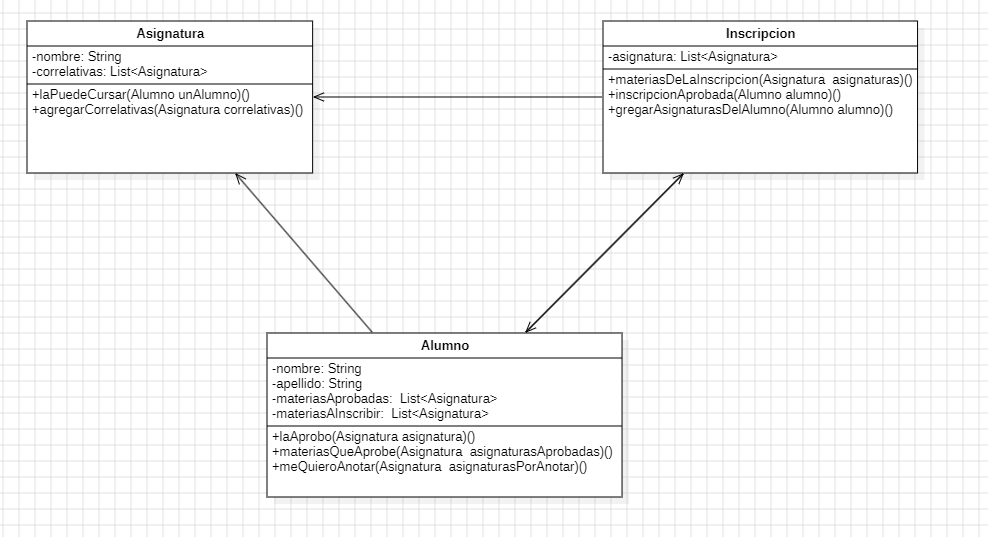 Asignatura
-nombre: String
-correlativas: List<Asignatura>
+laPuedeCursar(Alumno unAlumno)()
+agregarCorrelativas(Asignatura correlativas)()
Inscripcion
-asignatura: List<Asignatura>
+materiasDeLaInscripcion(Asignatura  asignaturas)()
+inscripcionAprobada(Alumno alumno)()
+gregarAsignaturasDelAlumno(Alumno alumno)()
Alumno
-nombre: String
-apellido: String
-materiasAprobadas:  List<Asignatura>
-materiasAInscribir:  List<Asignatura>
+laAprobo(Asignatura asignatura)()
+materiasQueAprobe(Asignatura  asignaturasAprobadas)()
+meQuieroAnotar(Asignatura  asignaturasPorAnotar)()